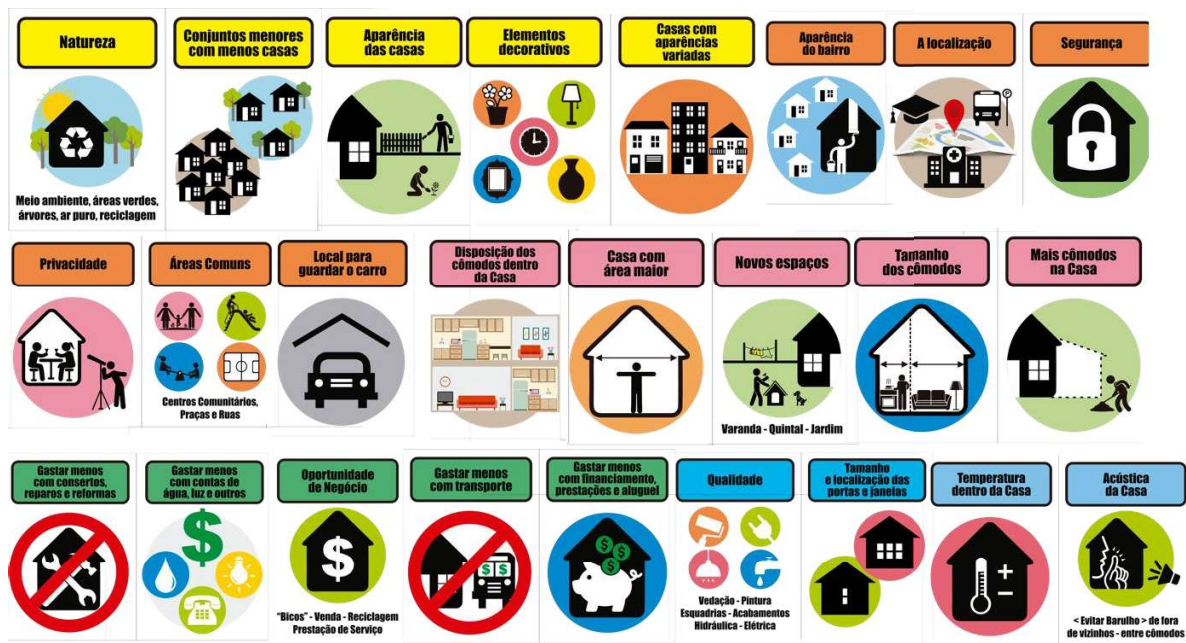 Natureza
Meio ambiente, áreas verdes,
árvores, ar puro, reciclagem
Conjuntos menores
com menos casas
Aparência
das casas
Elementos
decorativos
Casas com
aparências
variadas
Aparência
do bairro
A localização
P
Segurança
Privacidade
Áreas Comuns
Centros Comunitários,
Praças e Ruas
Local para
guardar o carro
Disposição dos
cômodos dentro
da Casa
Casa com
área maior
Novos espaços
Varanda - Quintal - Jardim
Tamanho
dos cômodos
Mais cômodos
na Casa
Gastar menos
com consertos,
reparos e reformas
Gastar menos
com contas de
água, luz e outros
$
Oportunidade
de Negócio
$
"Bicos" - Venda - Reciclagem
Prestação de Serviço
Gastar menos
com transporte
$ $
Gastar menos
com financiamento,
prestações e aluguel
$ $
$
Qualidade
Vedação - Pintura
Esquadrias - Acabamentos
Hidráulica - Elétrica
Tamanho
e localização das
portas e janelas
Temperatura
dentro da Casa
+
−
Acústica
da Casa
< Evitar Barulho > de fora
de vizinhos - entre cômodos